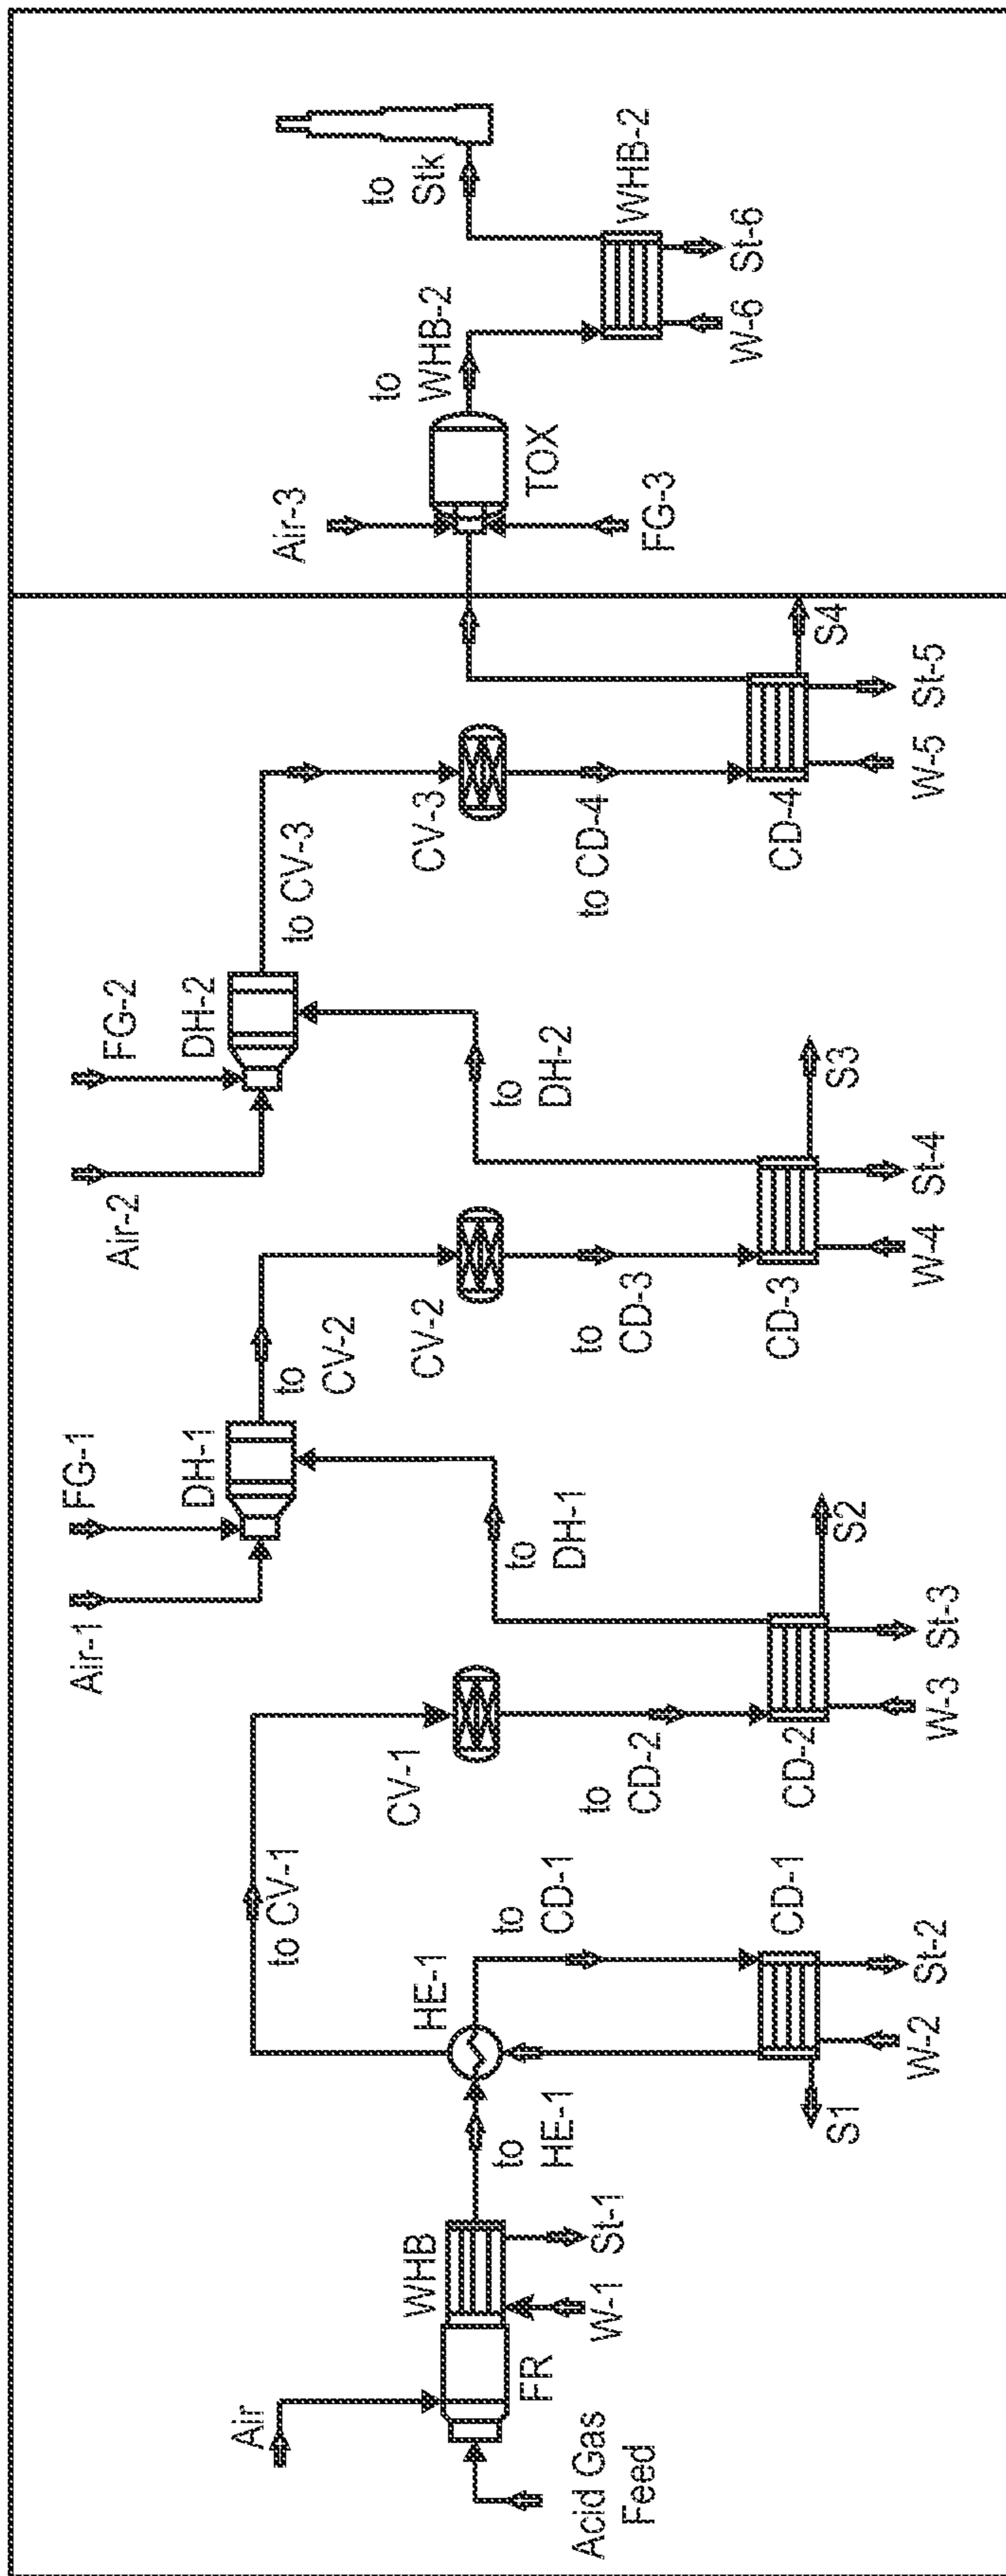 Acid Gas
Feed
Air
FR
WHB
W-1
St-1
to
HE-1
HE-1
to CV-1
to
CD-1
S1
W-2
St-2
CD-1
CV-1
to
CD-2
CD-2
W-3
St-3
S2
to
DH-1
Air-1
FG-1
DH-1
to
CV-2
CV-2
to
CD-3
CD-3
W-4
St-4
S3
to
DH-2
Air-2
FG-2
DH-2
to CV-3
CV-3
to CD-4
CD-4
W-5
St-5
S4
Air-3
FG-3
TOX
to
WHB-2
W-6
St-6
WHB-2
to
Stk